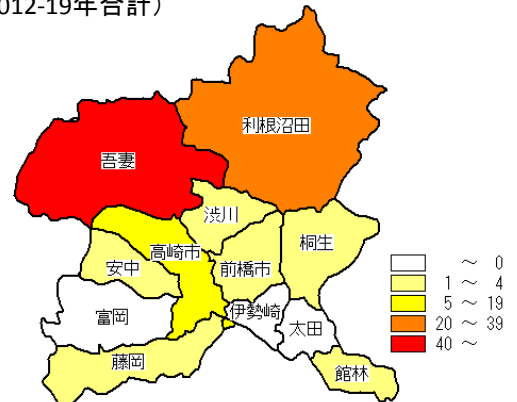 012-19年合計）
利根沼田
吾妻
渋川
桐生
高崎市
安中
前橋市
伊勢崎
富岡
太田
藤岡
館林
～ 0
1 ～ 4
5 ～ 19
20 ～ 39
40 ～